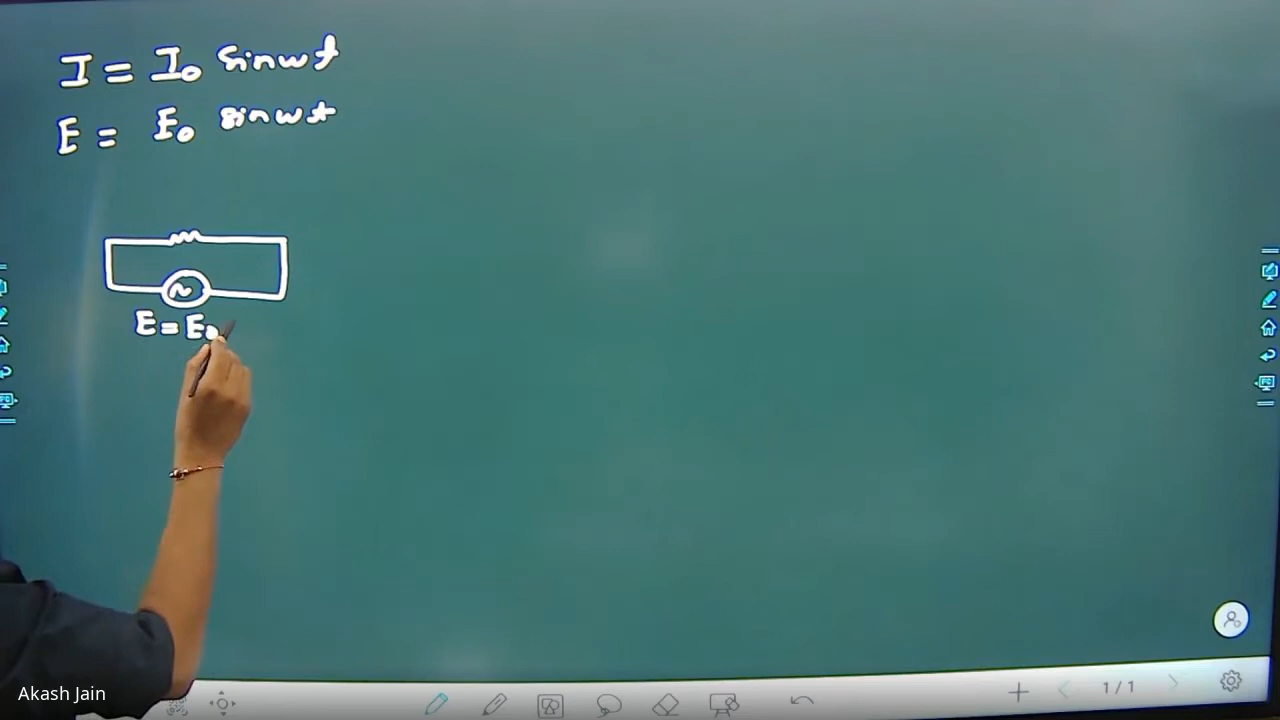 I = I₀ sinwt
E = E₀ sinwt
~
E = E₀
1/1
Akash Jain